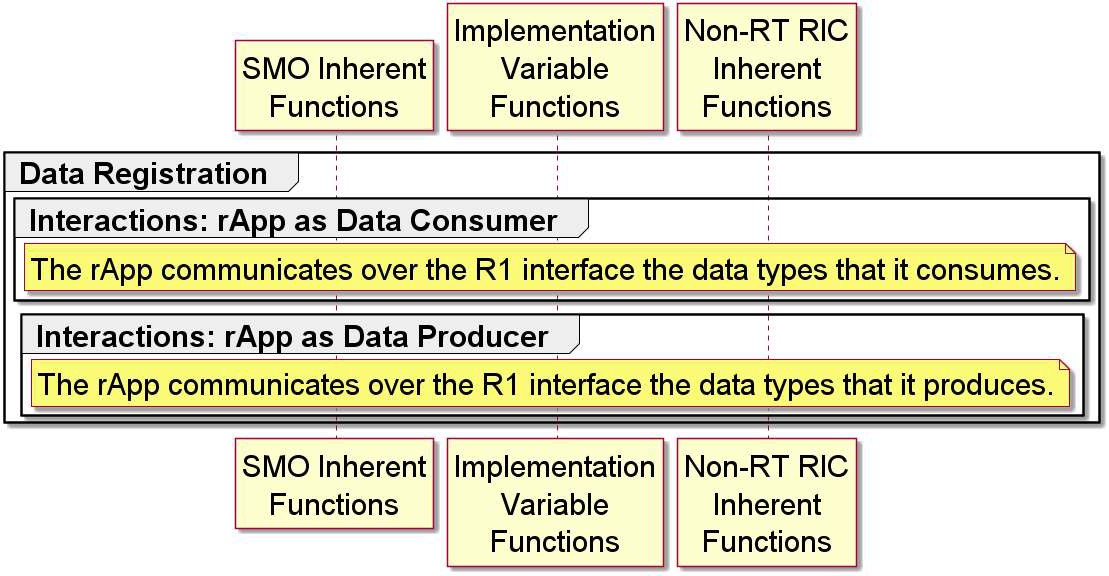 SMO Inherent
Functions
Implementation
Variable
Functions
Non-RT RIC
Inherent
Functions
Data Registration
Interactions: rApp as Data Consumer
The rApp communicates over the R1 interface the data types that it consumes.
Interactions: rApp as Data Producer
The rApp communicates over the R1 interface the data types that it produces.
SMO Inherent
Functions
Implementation
Variable
Functions
Non-RT RIC
Inherent
Functions